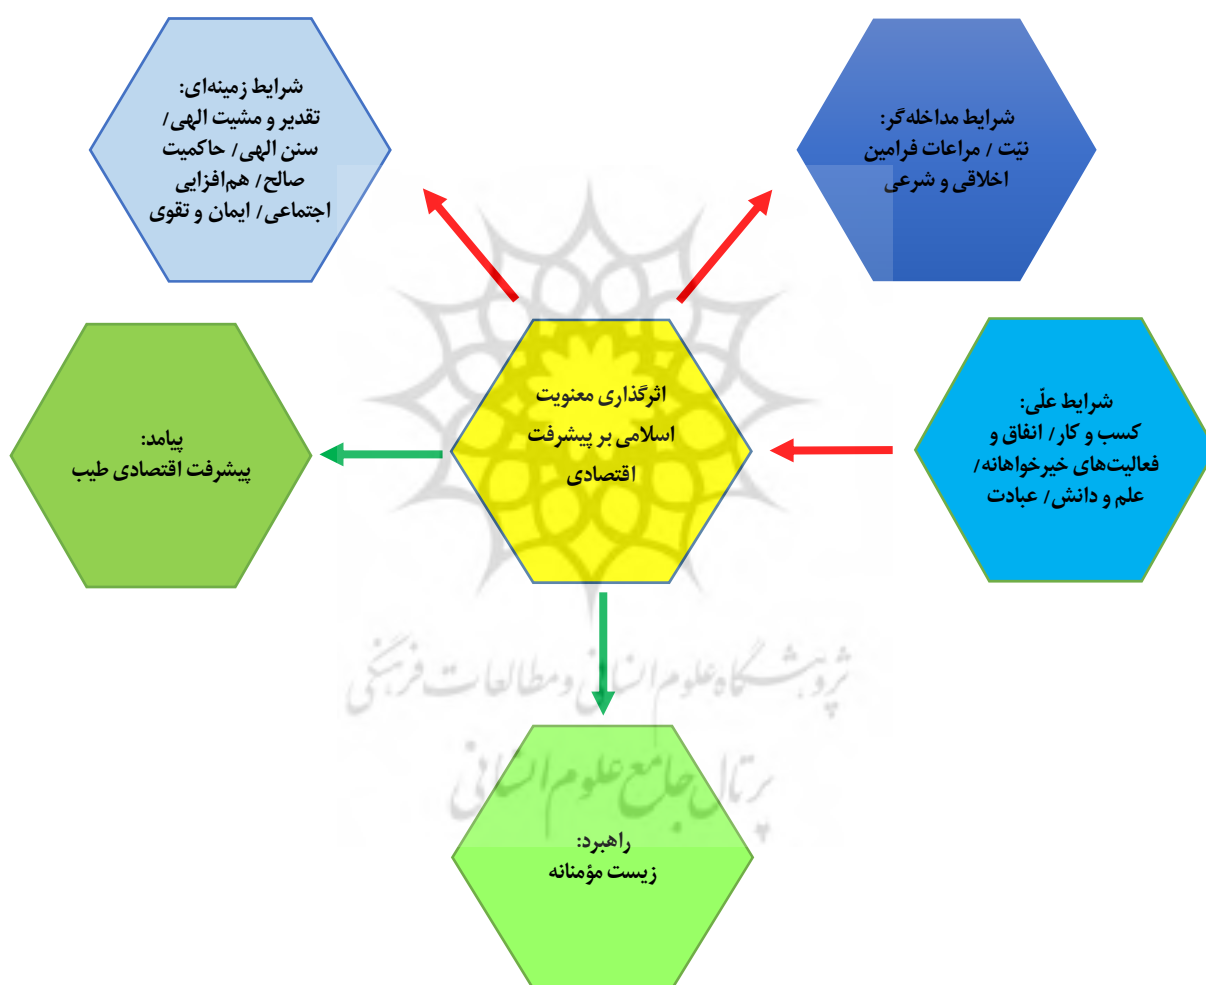 شرایط زمینه‌ای:
تقدیر و مشیت الهی/
سنن الهی/ حاکمیت
صالح/ هم‌افزایی
اجتماعی/ ایمان و تقوی
شرایط مداخله‌گر:
نیّت / مراعات فرامین
اخلاقی و شرعی
اثرگذاری معنویت
اسلامی بر پیشرفت
اقتصادی
شرایط علّی:
کسب و کار/ انفاق و
فعالیت‌های خیرخواهانه/
علم و دانش/ عبادت
پیامد:
پیشرفت اقتصادی طیب
پژوهشگاه علوم انسانی و مطالعات فرهنگی
پرتال جامع علوم انسانی
راهبرد:
زیست مؤمنانه